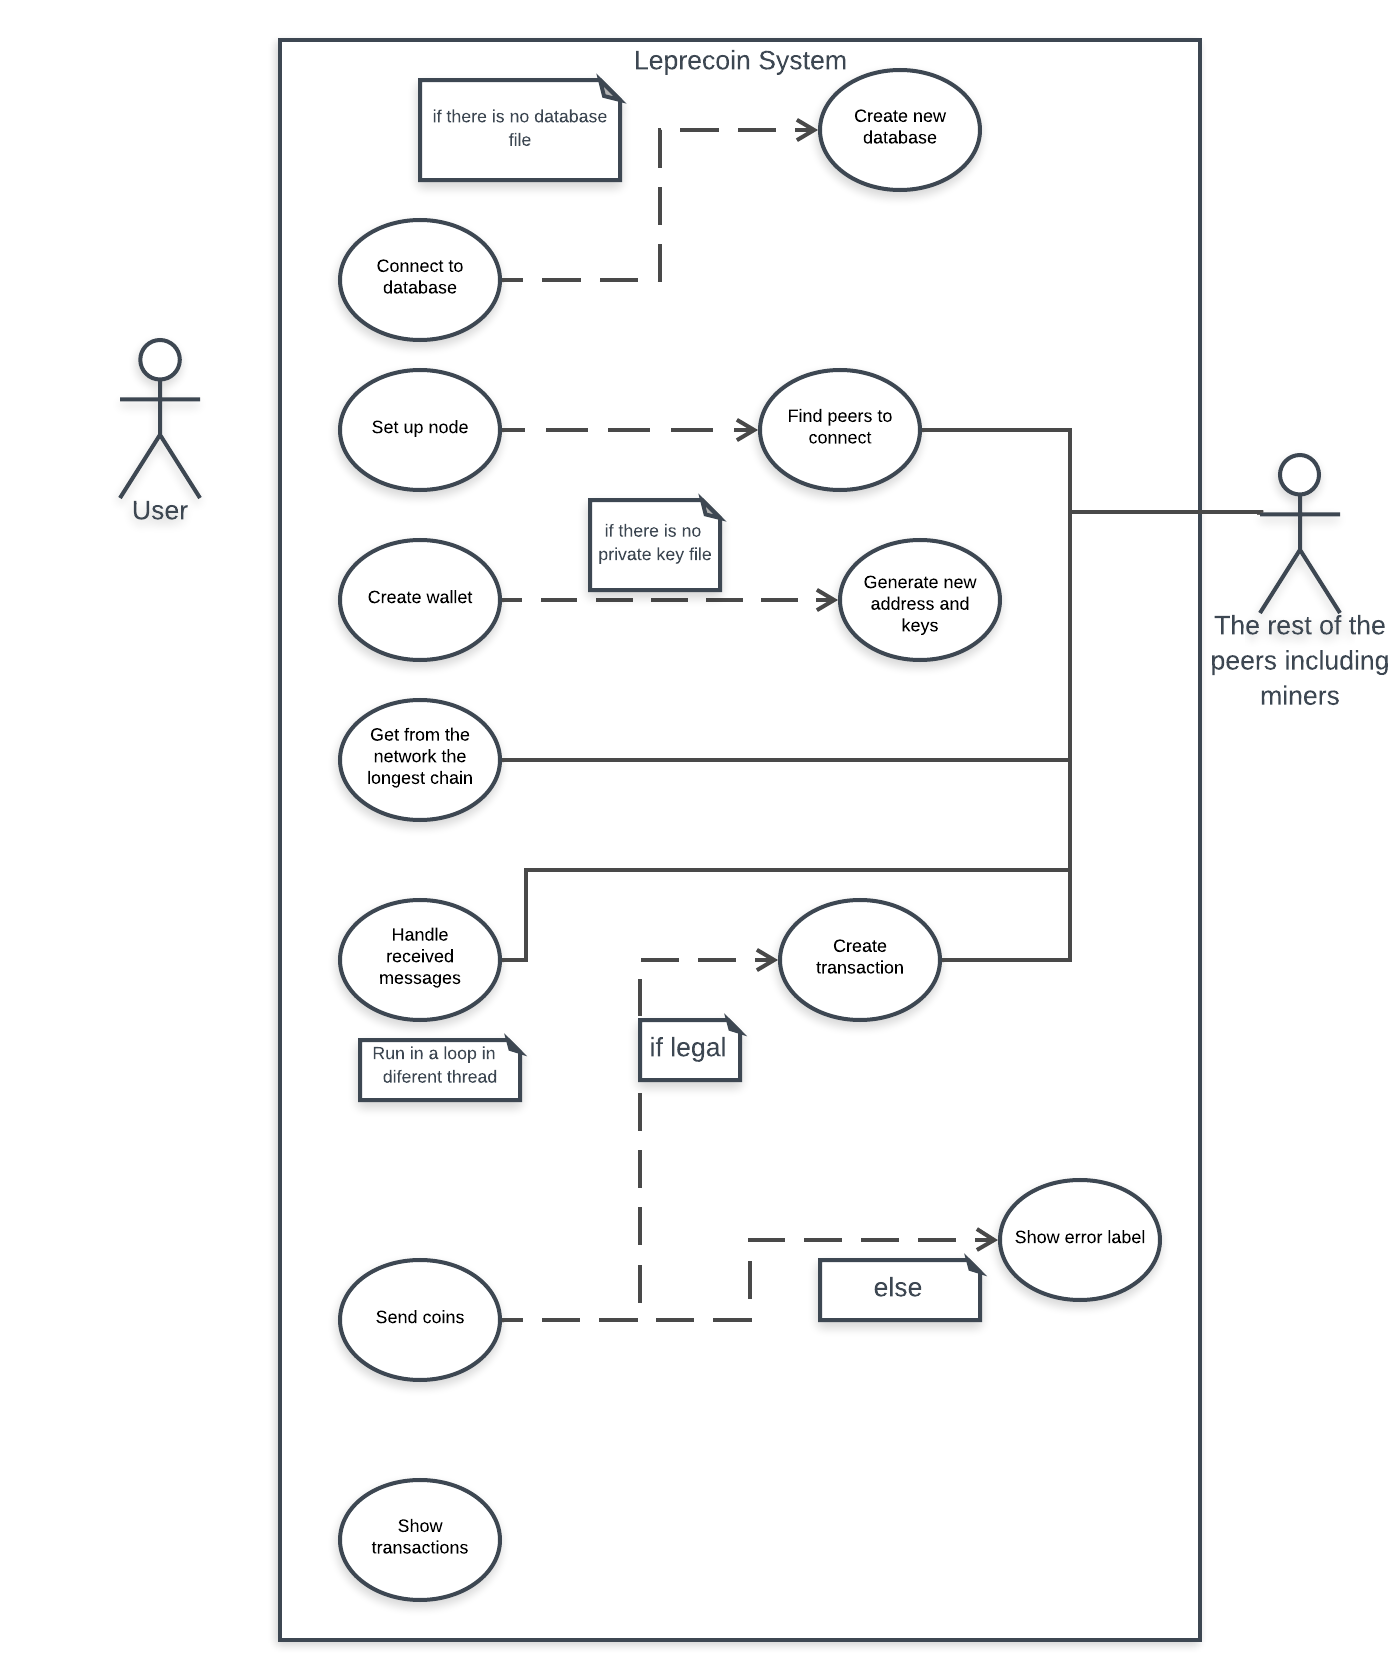 Leprecoin System
if there is no database
file
Create new
database
Connect to
database
User
Set up node
Find peers to
connect
if there is no
private key file
Create wallet
Generate new
address and
keys
The rest of the
peers including
miners
Get from the
network the
longest chain
Handle
received
messages
Create
transaction
Run in a loop in
diferent thread
if legal
Show error label
else
Send coins
Show
transactions